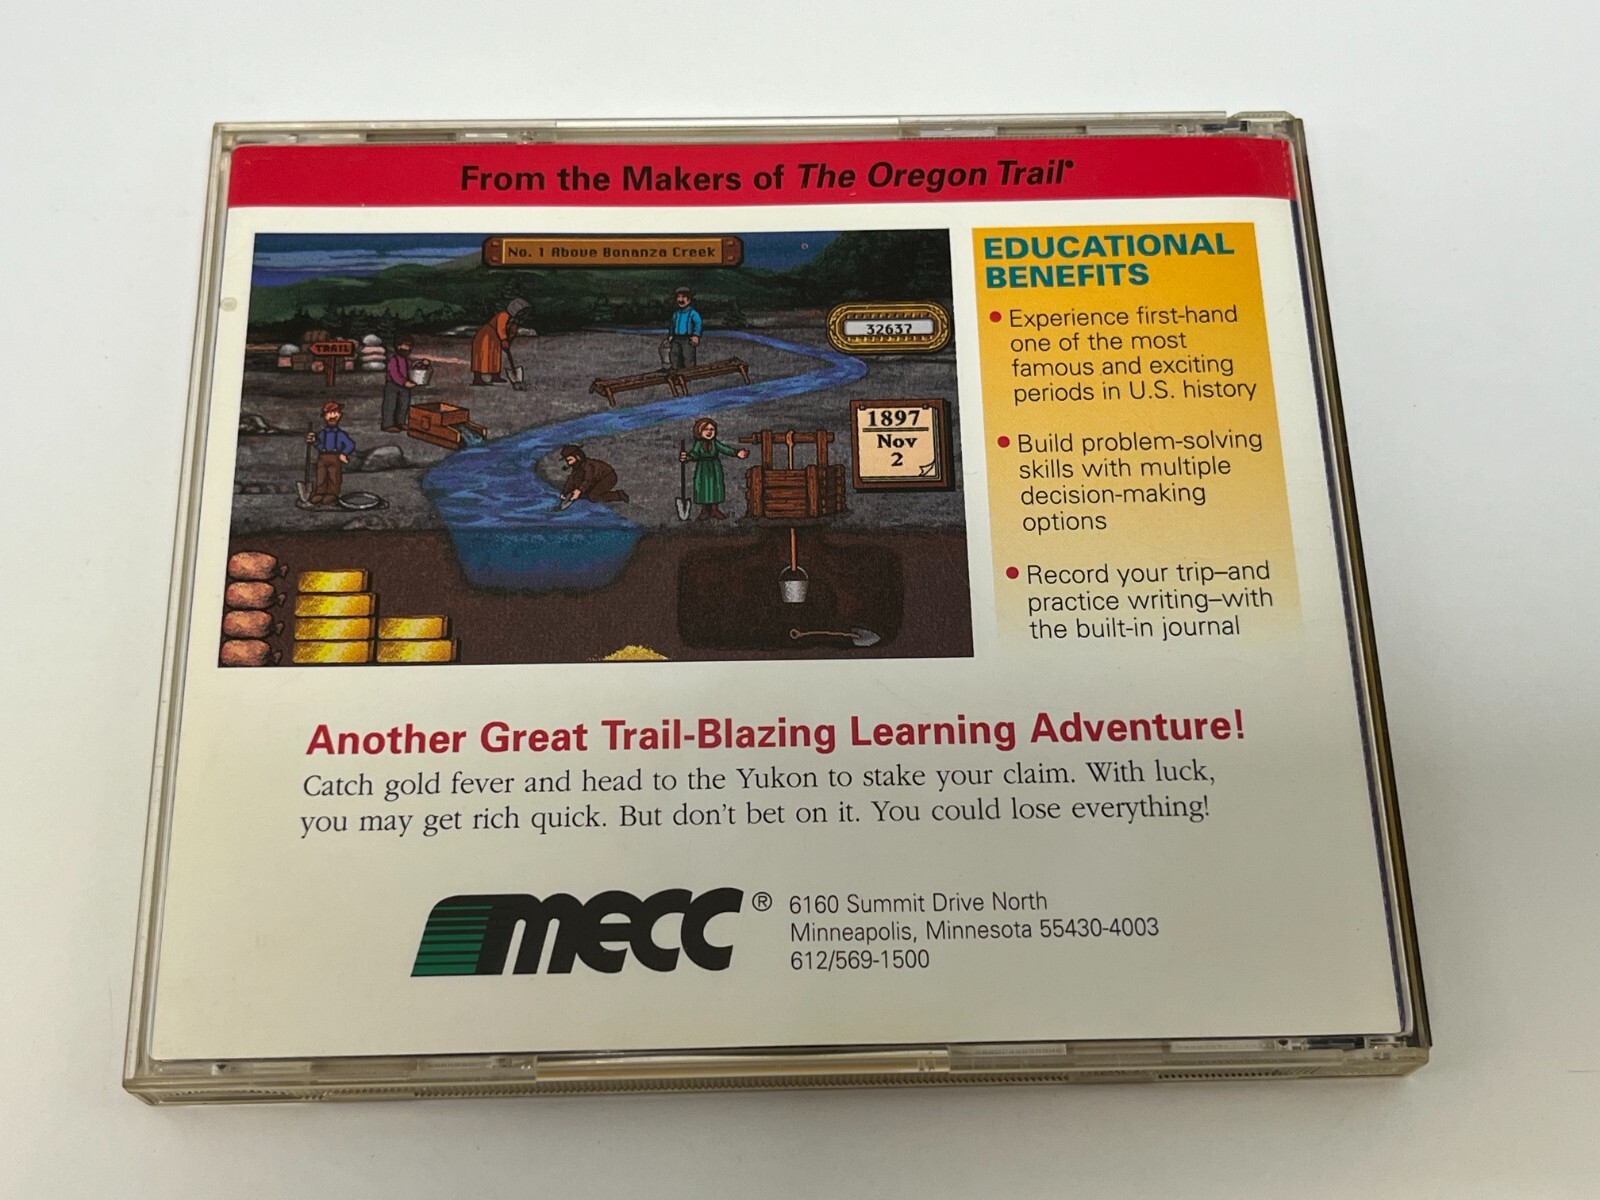 From the Makers of The Oregon Trail®
No. 1 Above Bonanza Creek
TRAIL
32637
1897
Nov
2
EDUCATIONAL
BENEFITS
• Experience first-hand
one of the most
famous and exciting
periods in U.S. history
• Build problem-solving
skills with multiple
decision-making
options
• Record your trip–and
practice writing–with
the built-in journal
Another Great Trail-Blazing Learning Adventure!
Catch gold fever and head to the Yukon to stake your claim. With luck,
you may get rich quick. But don't bet on it. You could lose everything!
mecc®
6160 Summit Drive North
Minneapolis, Minnesota 55430-4003
612/569-1500